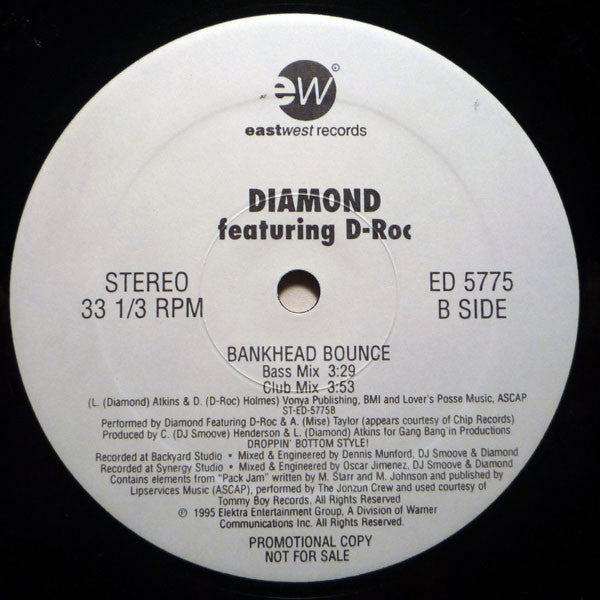 ew
eastwest records
DIAMOND
featuring D-Roc
STEREO
33 1/3 RPM
ED 5775
B SIDE
BANKHEAD BOUNCE
Bass Mix 3:29
Club Mix 3:53
(L. (Diamond) Atkins & D. (D-Roc) Holmes) Vonya Publishing, BMI and Lover's Posse Music, ASCAP
ST-ED-5775B
Performed by Diamond Featuring D-Roc & A. (Mise) Taylor (appears courtesy of Chip Records)
Produced by C. (DJ Smoove) Henderson & L. (Diamond) Atkins for Gang Bang'in Productions
DROPPIN' BOTTOM STYLE!
Recorded at Backyard Studio • Mixed & Engineered by Dennis Munford, DJ Smoove & Diamond
Recorded at Synergy Studio • Mixed & Engineered by Oscar Jimenez, DJ Smoove & Diamond
Contains elements from "Pack Jam" written by M. Starr and M. Johnson and published by
Lipservices Music (ASCAP), performed by The Jonzun Crew and used courtesy of
Tommy Boy Records, All Rights Reserved
℗ 1995 Elektra Entertainment Group, A Division of Warner
Communications Inc. All Rights Reserved.
PROMOTIONAL COPY
NOT FOR SALE